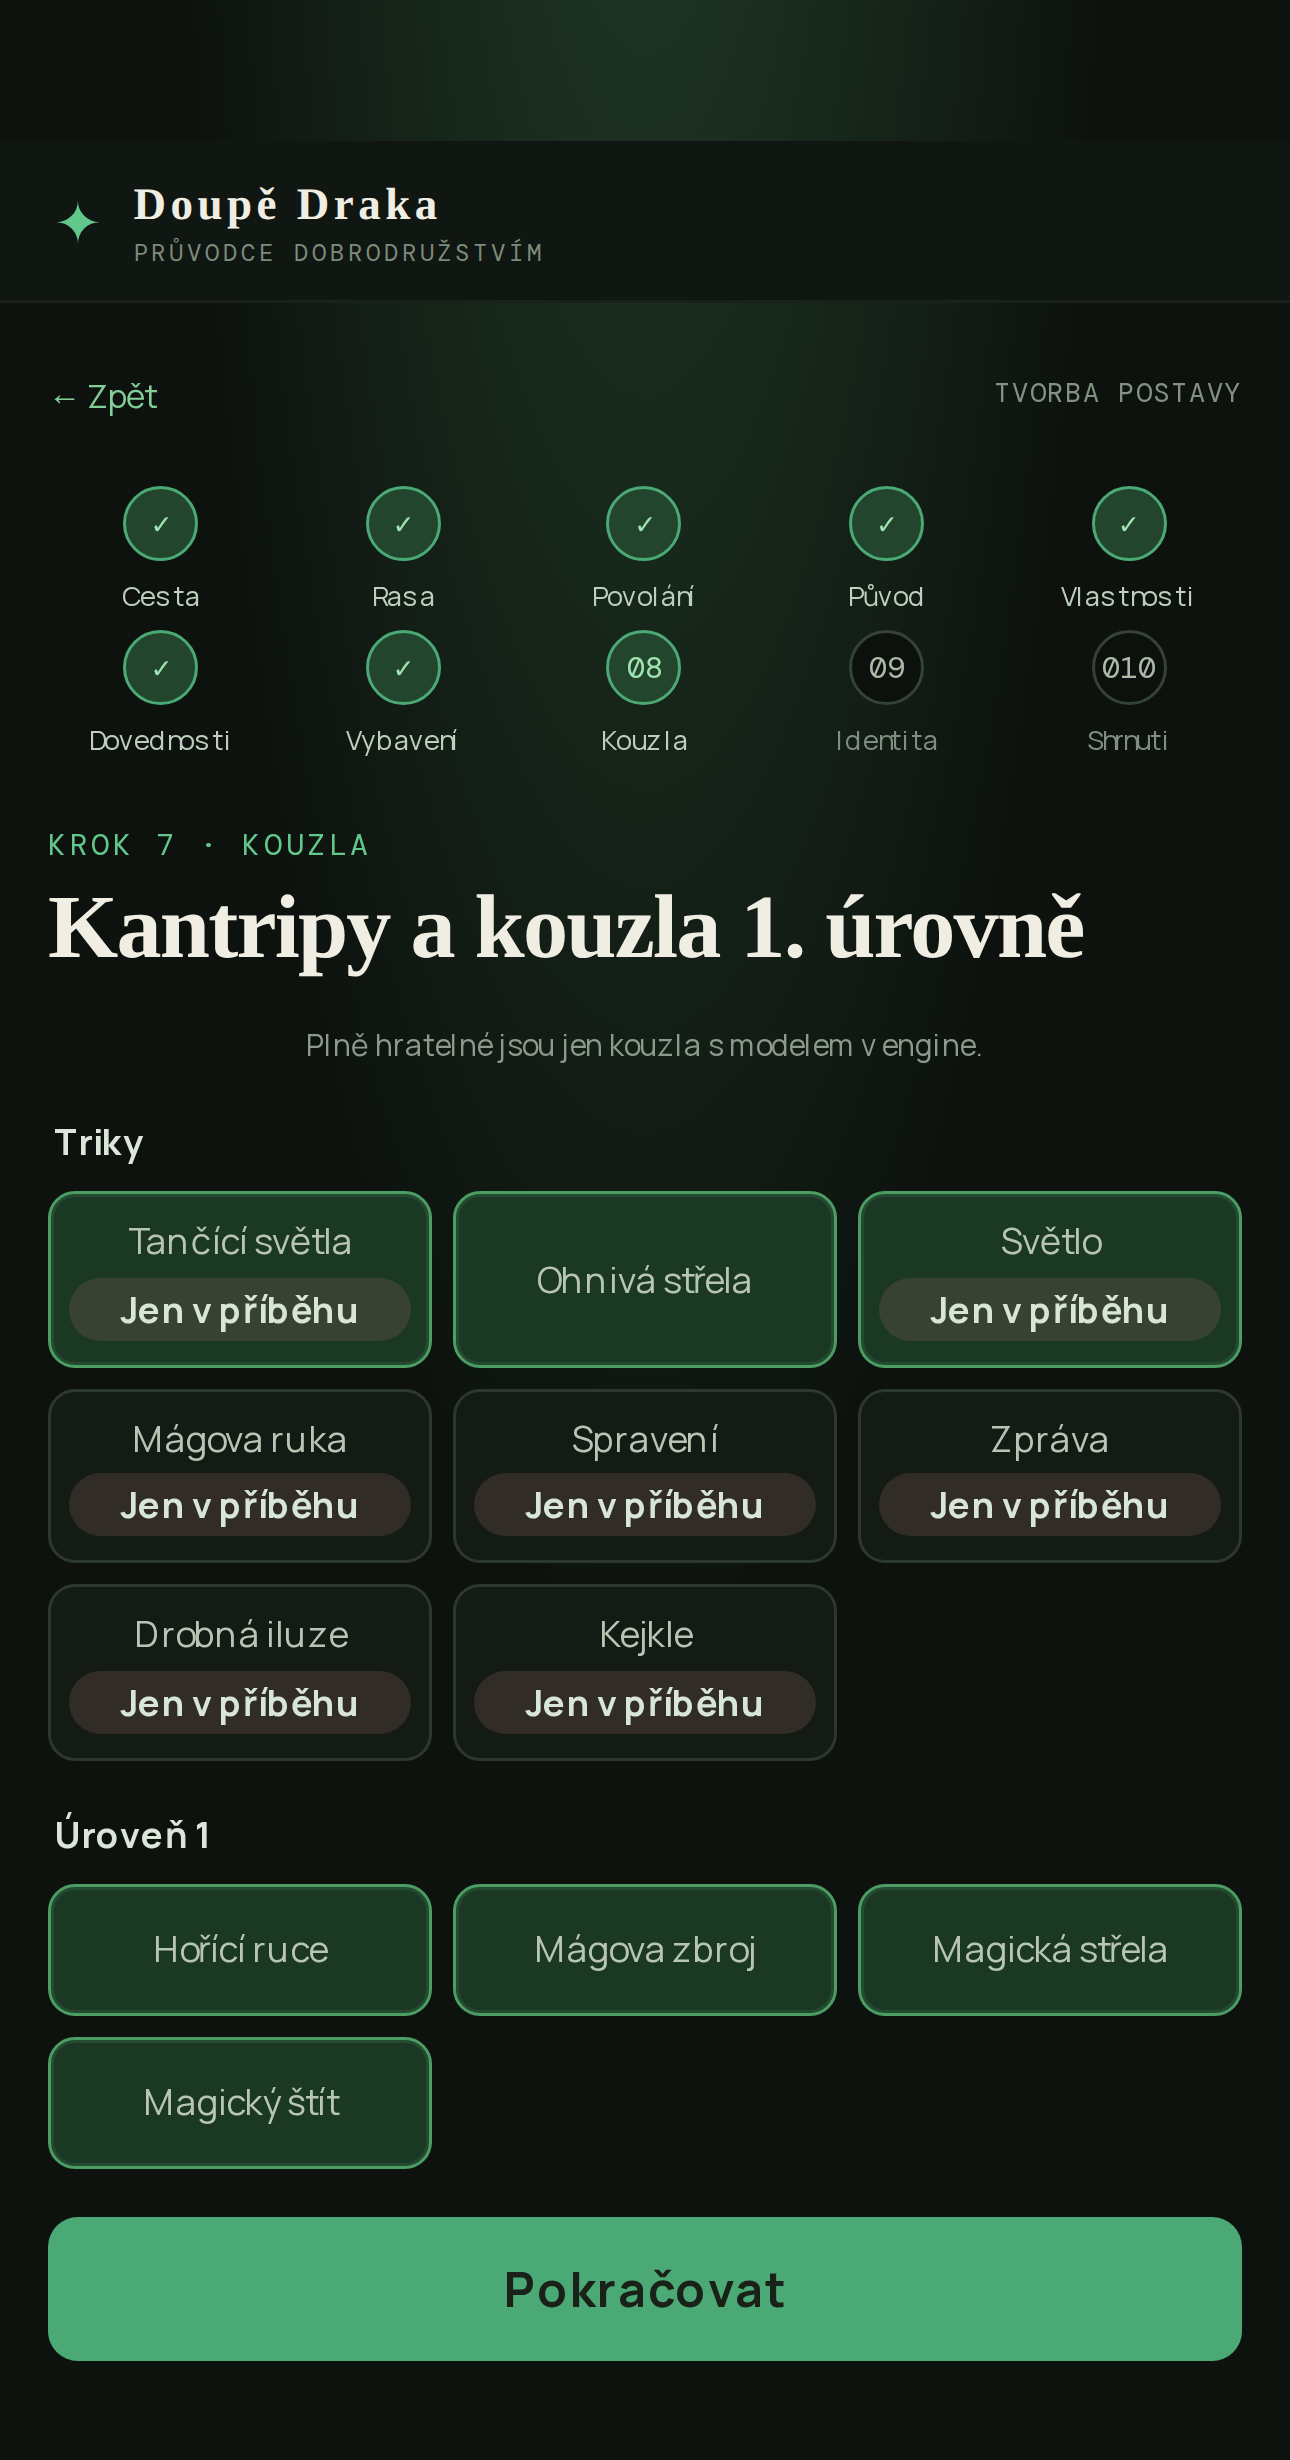 Doupě Draka
PRŮVODCE DOBRODRUŽSTVÍM
← Zpět
TVORBA POSTAVY
✓ ✓ ✓ ✓ ✓
Cesta Rasa Povolání Původ Vlastnosti
✓ ✓ 08 09 010
Dovednosti Vybavení Kouzla Identita Shrnuti
KROK 7 · KOUZLA
Kantripy a kouzla 1. úrovně
Plně hratelné jsou jen kouzla s modelem v engine.
Triky
Tančící světla Ohnivá střela Světlo
Jen v příběhu Jen v příběhu
Mágova ruka Spravení Zpráva
Jen v příběhu Jen v příběhu Jen v příběhu
Drobná iluze Kejkle
Jen v příběhu Jen v příběhu
Úroveň 1
Hořící ruce Mágova zbroj Magická střela
Magický štít
Pokračovat